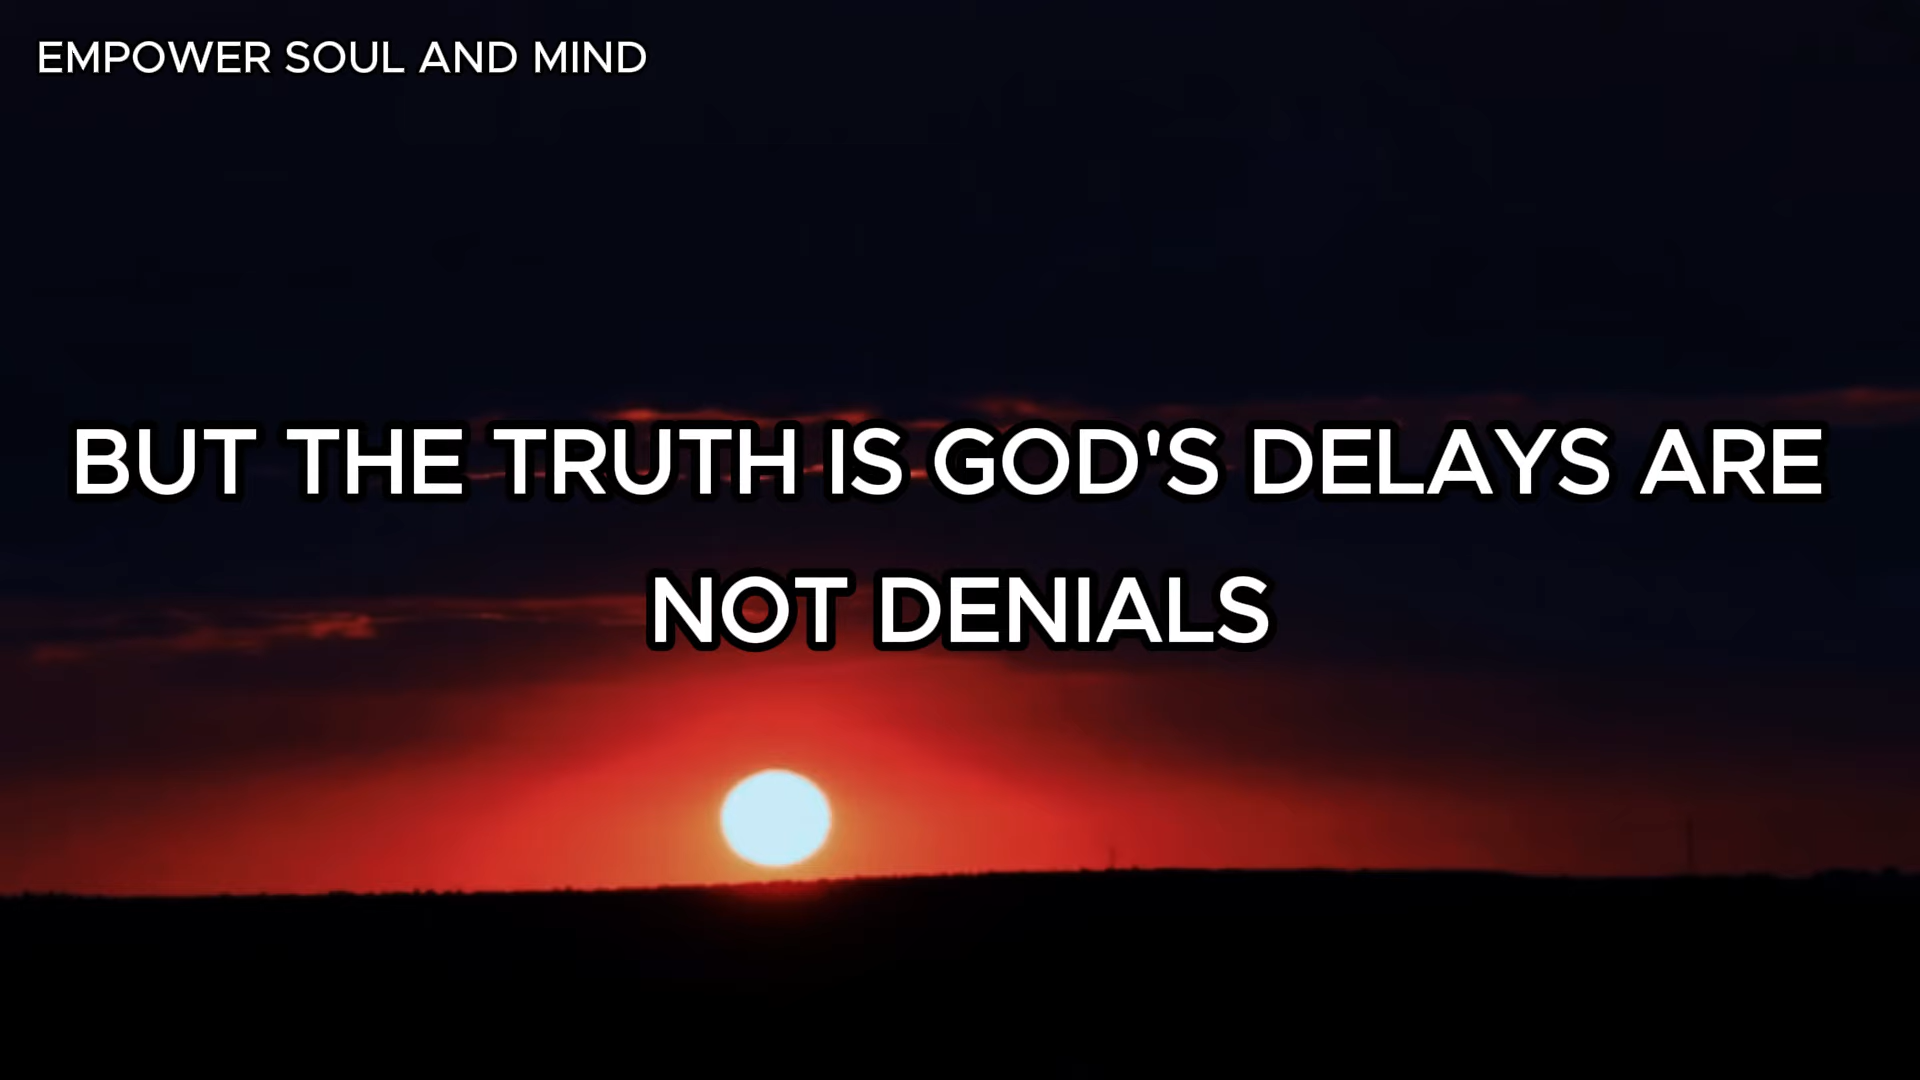 EMPOWER SOUL AND MIND
BUT THE TRUTH IS GOD'S DELAYS ARE
NOT DENIALS